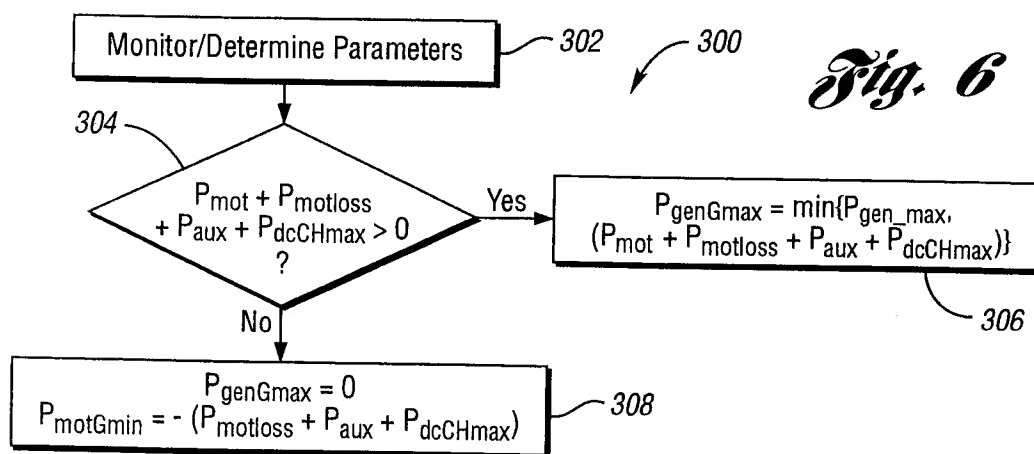 Monitor/Determine Parameters
302
300
Fig. 6
304
P_mot + P_motloss
+ P_aux + P_dcCHmax > 0
?
Yes
P_genGmax = min{P_gen_max,
(P_mot + P_motloss + P_aux + P_dcCHmax)}
306
No
P_genGmax = 0
P_motGmin = - (P_motloss + P_aux + P_dcCHmax)
308